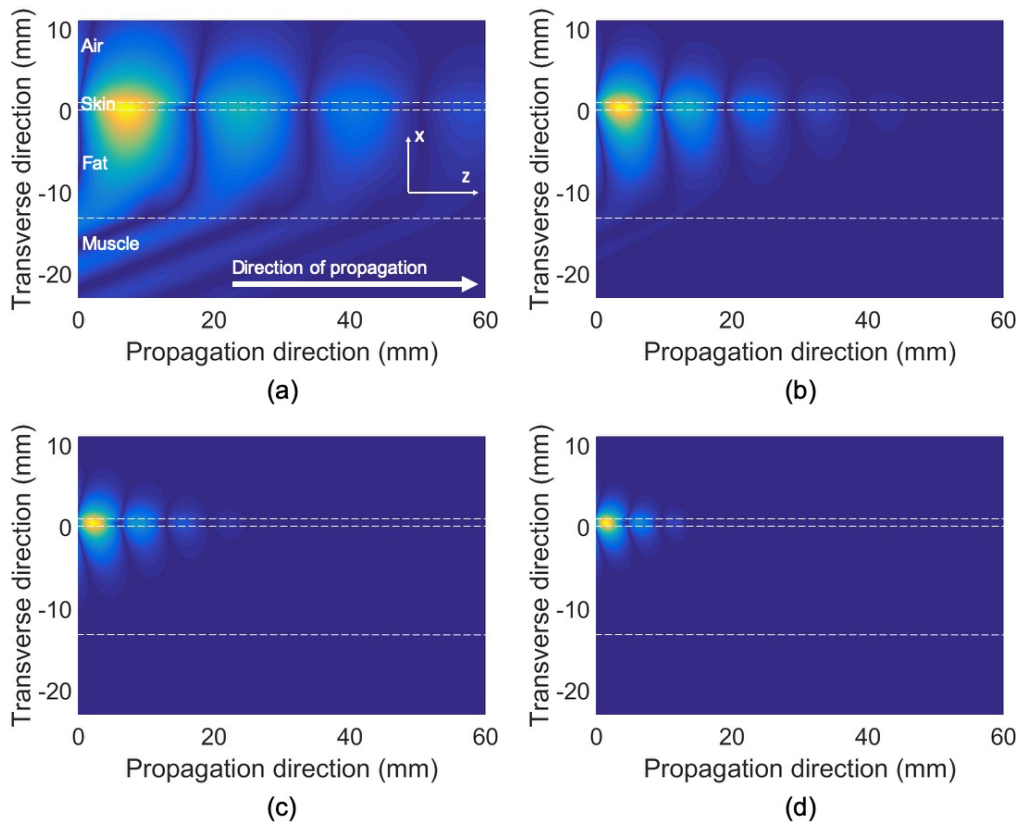 Transverse direction (mm)
10
0
-10
-20
Air
Skin
Fat
Muscle
x
z
Direction of propagation
0
20
40
60
Propagation direction (mm)
(a)
Transverse direction (mm)
10
0
-10
-20
0
20
40
60
Propagation direction (mm)
(b)
Transverse direction (mm)
10
0
-10
-20
0
20
40
60
Propagation direction (mm)
(c)
Transverse direction (mm)
10
0
-10
-20
0
20
40
60
Propagation direction (mm)
(d)